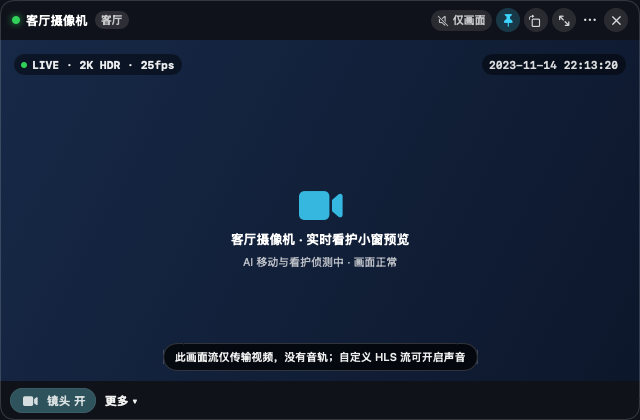 客厅摄像机 客厅 仅画面
LIVE · 2K HDR · 25fps
2023-11-14 22:13:20
客厅摄像机 · 实时看护小窗预览
AI 移动与看护侦测中 · 画面正常
此画面流仅传输视频，没有音轨；自定义 HLS 流可开启声音
镜头 开 更多